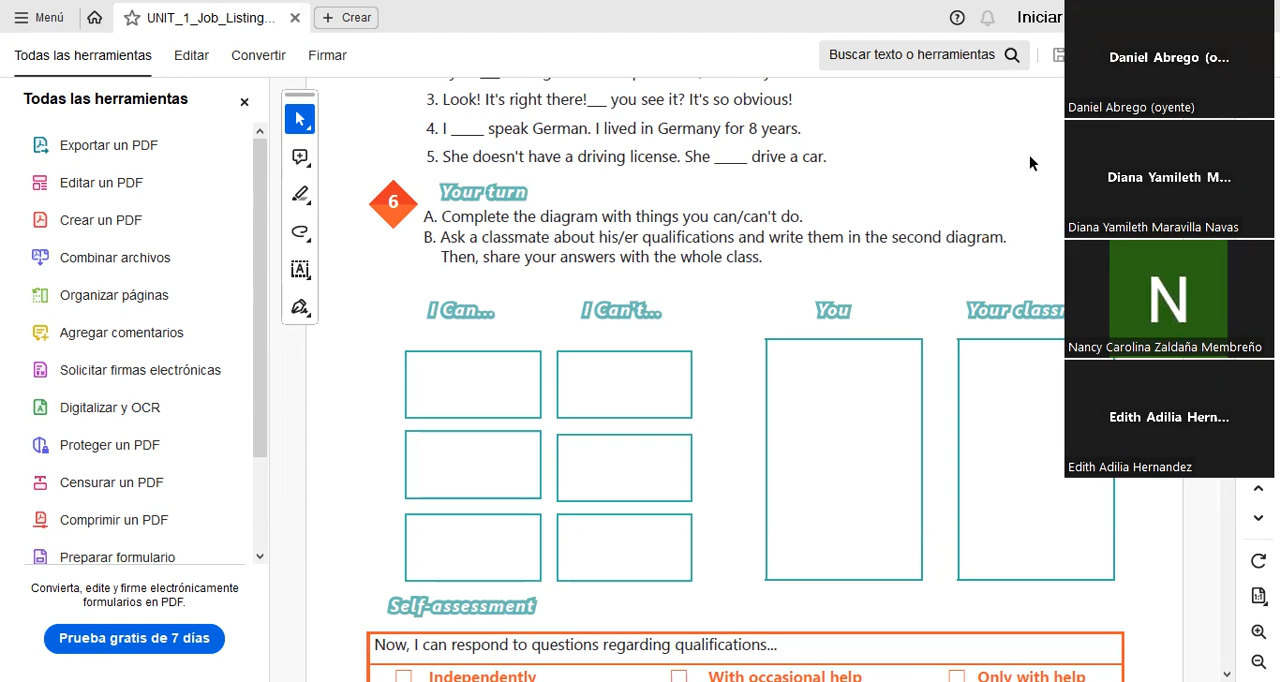 Menú
UNIT_1_Job_Listing...
Crear
Iniciar
Todas las herramientas
Editar
Convertir
Firmar
Buscar texto o herramientas
Todas las herramientas
Exportar un PDF
Editar un PDF
Crear un PDF
Combinar archivos
Organizar páginas
Agregar comentarios
Solicitar firmas electrónicas
Digitalizar y OCR
Proteger un PDF
Censurar un PDF
Comprimir un PDF
Preparar formulario
Convierta, edite y firme electrónicamente
formularios en PDF.
Prueba gratis de 7 días
3. Look! It's right there!__ you see it? It's so obvious!
4. I ____ speak German. I lived in Germany for 8 years.
5. She doesn't have a driving license. She ____ drive a car.
6
Your turn
A. Complete the diagram with things you can/can't do.
B. Ask a classmate about his/er qualifications and write them in the second diagram.
Then, share your answers with the whole class.
I Can...
I Can't...
You
Your classm
Self-assessment
Now, I can respond to questions regarding qualifications...
Independently
With occasional help
Only with help
Daniel Abrego (o...
Daniel Abrego (oyente)
Diana Yamileth M...
Diana Yamileth Maravilla Navas
N
Nancy Carolina Zaldaña Membreño
Edith Adilia Hern...
Edith Adilia Hernandez